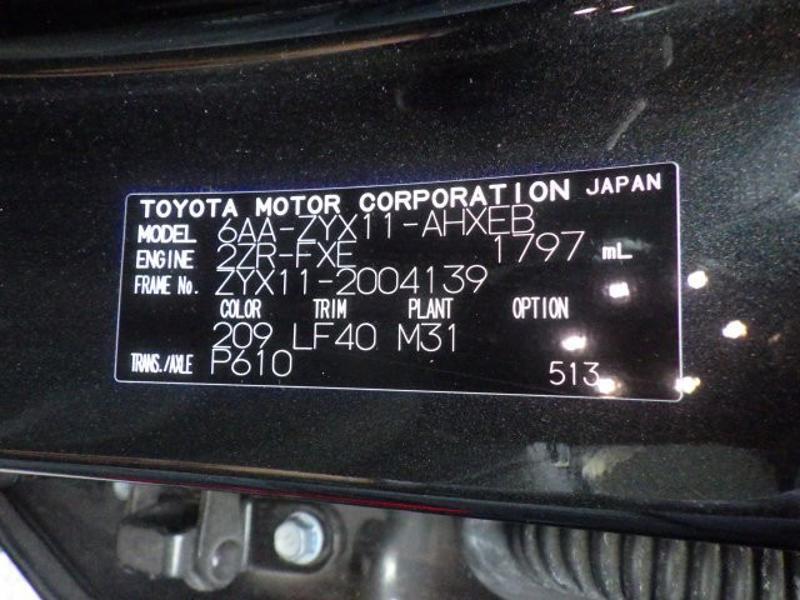 TOYOTA MOTOR CORPORATION JAPAN
MODEL 6AA-ZYX11-AHXEB
ENGINE 2ZR-FXE 1797 mL
FRAME No. ZYX11-2004139
COLOR TRIM PLANT OPTION
209 LF40 M31
TRANS./AXLE P610 513